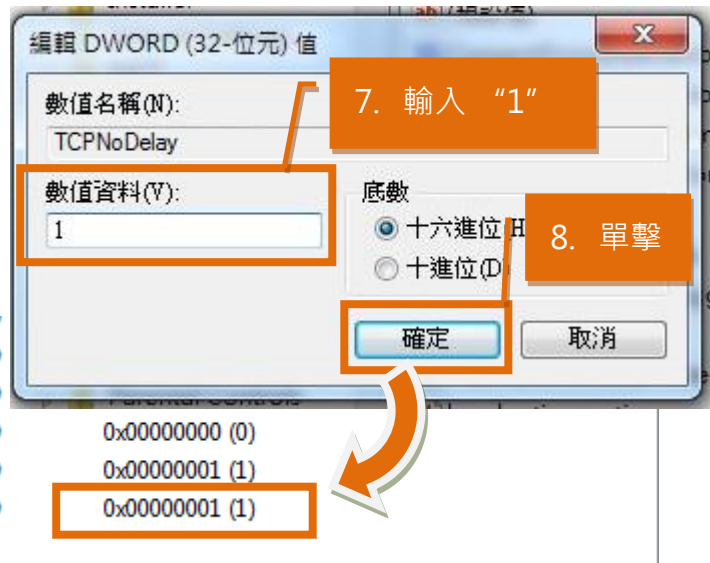 編輯 DWORD (32-位元) 值
數值名稱(N):
7. 輸入 “1”
TCPNoDelay
數值資料(V):
底數
1
十六進位(H
8. 單擊
十進位(D)
確定
取消
Parental Controls
0x00000000 (0)
0x00000001 (1)
0x00000001 (1)